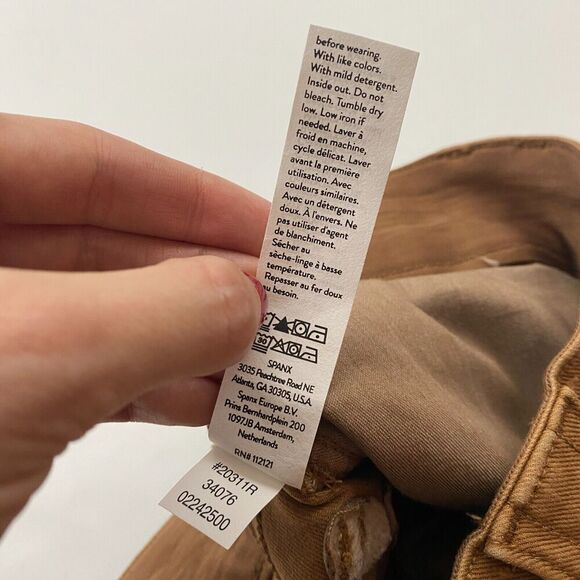 before wearing.
With like colors.
With mild detergent.
Inside out. Do not
bleach. Tumble dry
low. Low iron if
needed. Laver à
froid en machine,
cycle délicat. Laver
avant la première
utilisation. Avec
couleurs similaires.
Avec un détergent
doux. À l'envers. Ne
pas utiliser d'agent
de blanchiment.
Sécher au
sèche-linge à basse
température.
Repasser au fer doux
au besoin.
30
SPANX
3035 Peachtree Road NE
Atlanta, GA 30305, U.S.A.
Spanx Europe B.V.
Prins Bernhardplein 200
1097JB Amsterdam,
Netherlands
RN# 112121
#20311R
34076
02242500